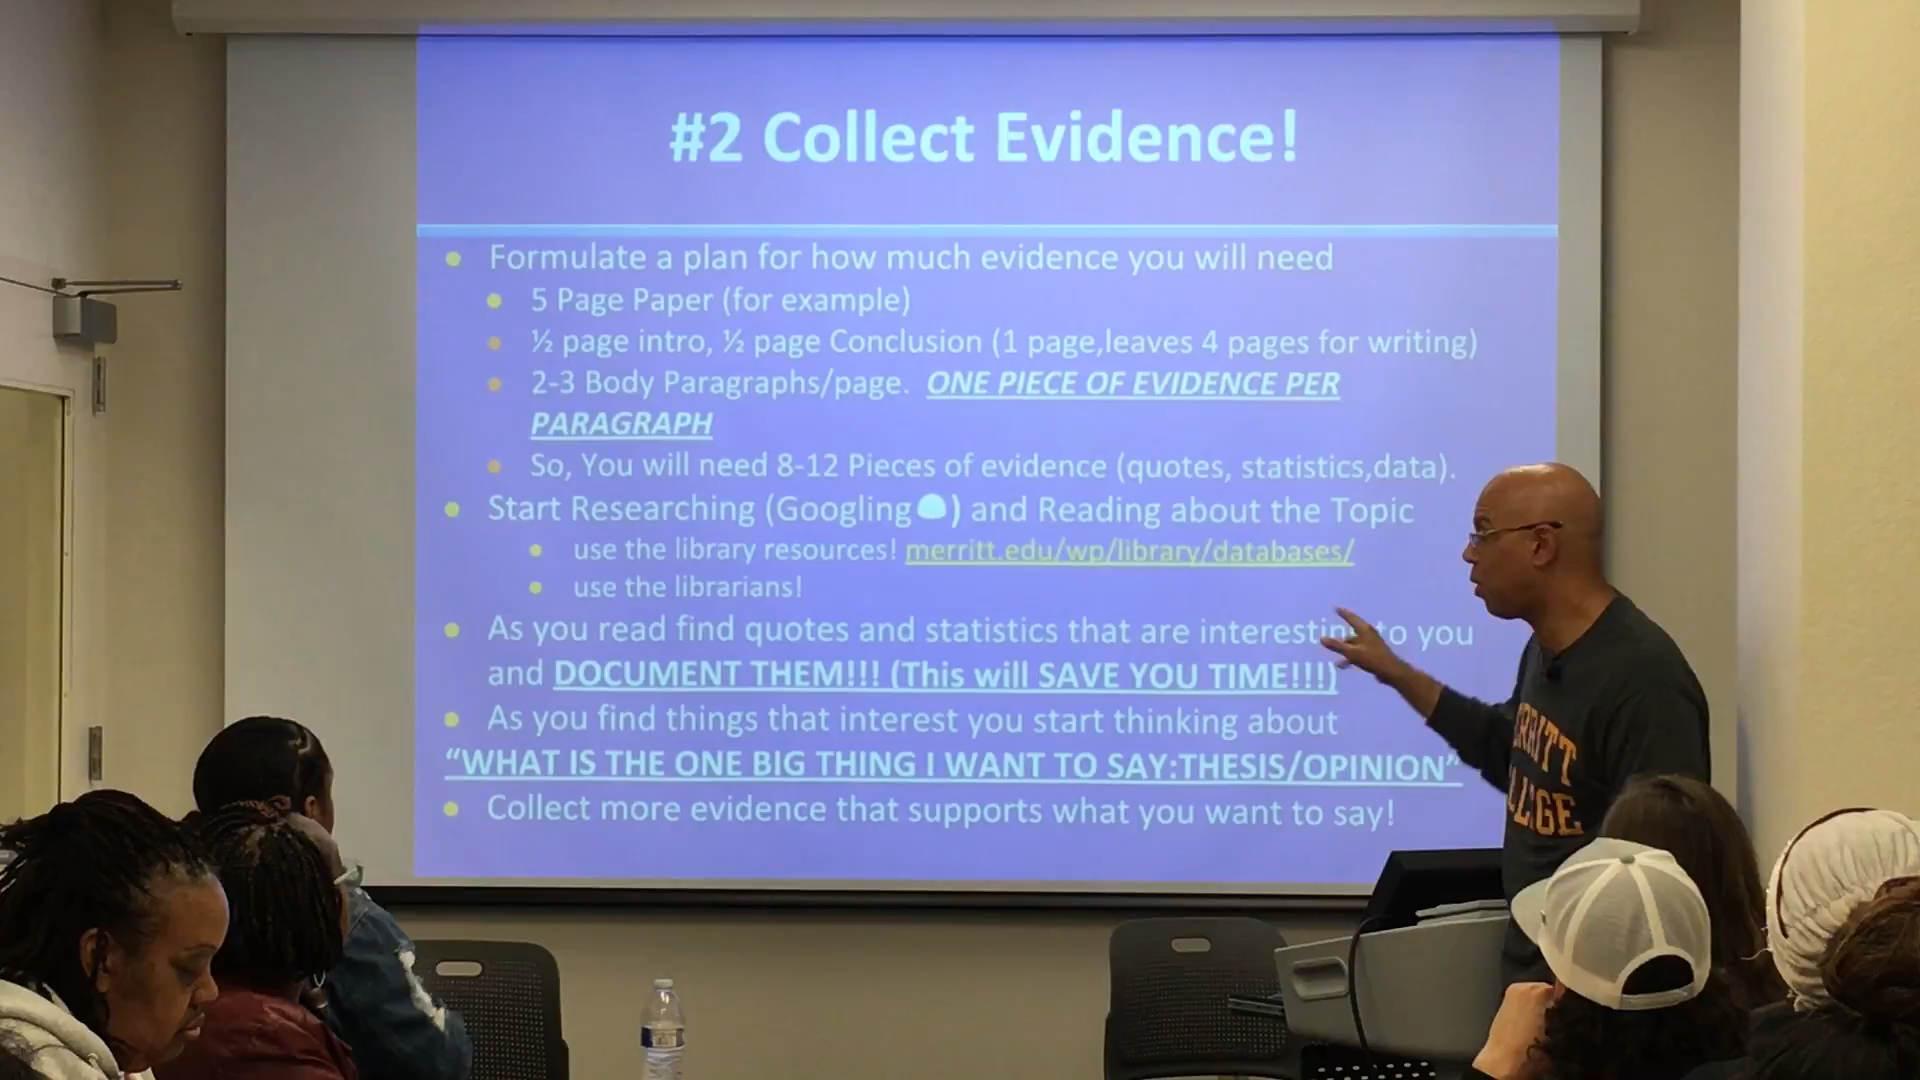 #2 Collect Evidence!
Formulate a plan for how much evidence you will need
5 Page Paper (for example)
½ page intro, ½ page Conclusion (1 page,leaves 4 pages for writing)
2-3 Body Paragraphs/page. ONE PIECE OF EVIDENCE PER
PARAGRAPH
So, You will need 8-12 Pieces of evidence (quotes, statistics,data).
Start Researching (Googling ) and Reading about the Topic
use the library resources! merritt.edu/wp/library/databases/
use the librarians!
As you read find quotes and statistics that are interesting to you
and DOCUMENT THEM!!! (This will SAVE YOU TIME!!!)
As you find things that interest you start thinking about
“WHAT IS THE ONE BIG THING I WANT TO SAY:THESIS/OPINION”
Collect more evidence that supports what you want to say!